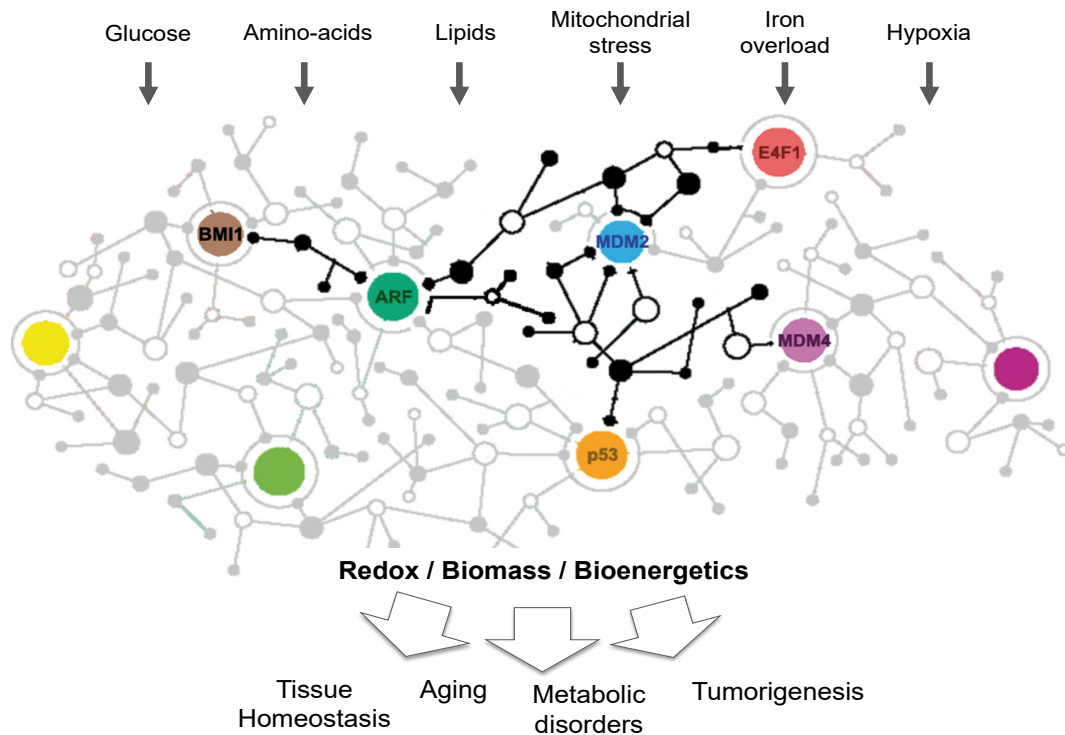 Glucose
Amino-acids
Lipids
Mitochondrial
stress
Iron
overload
Hypoxia
E4F1
BMI1
MDM2
ARF
MDM4
p53
Redox / Biomass / Bioenergetics
Tissue
Homeostasis
Aging
Metabolic
disorders
Tumorigenesis